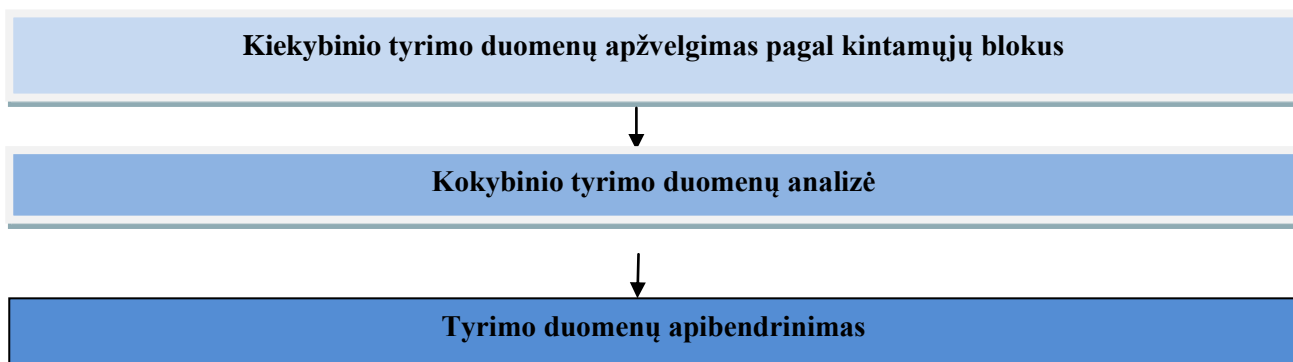 Kiekybinio tyrimo duomenų apžvelgimas pagal kintamųjų blokus
Kokybinio tyrimo duomenų analizė
Tyrimo duomenų apibendrinimas